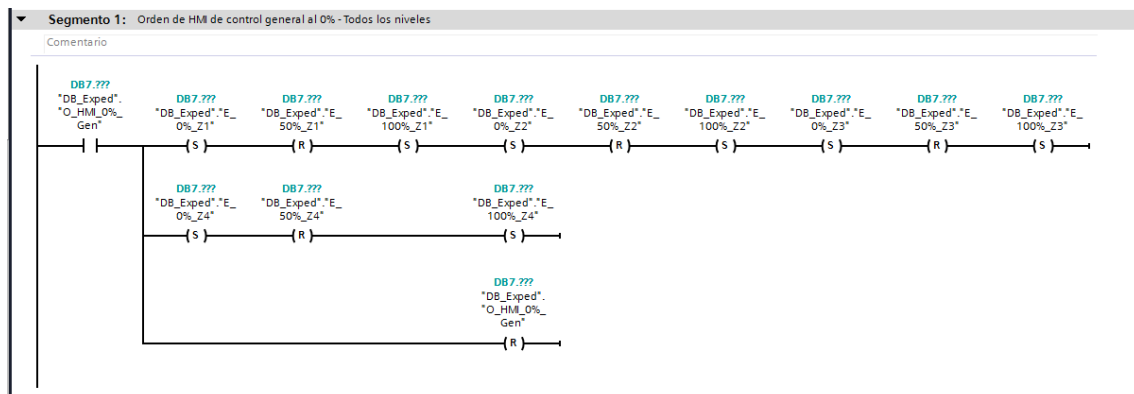 Segmento 1: Orden de HMI de control general al 0% - Todos los niveles
Comentario
DB7.???
"DB_Exped".
"O_HMI_0%_
Gen"
DB7.???
"DB_Exped"."E_
0%_Z1"
( S )
DB7.???
"DB_Exped"."E_
50%_Z1"
( R )
DB7.???
"DB_Exped"."E_
100%_Z1"
( S )
DB7.???
"DB_Exped"."E_
0%_Z2"
( S )
DB7.???
"DB_Exped"."E_
50%_Z2"
( R )
DB7.???
"DB_Exped"."E_
100%_Z2"
( S )
DB7.???
"DB_Exped"."E_
0%_Z3"
( S )
DB7.???
"DB_Exped"."E_
50%_Z3"
( R )
DB7.???
"DB_Exped"."E_
100%_Z3"
( S )
DB7.???
"DB_Exped"."E_
0%_Z4"
( S )
DB7.???
"DB_Exped"."E_
50%_Z4"
( R )
DB7.???
"DB_Exped"."E_
100%_Z4"
( S )
DB7.???
"DB_Exped".
"O_HMI_0%_
Gen"
( R )